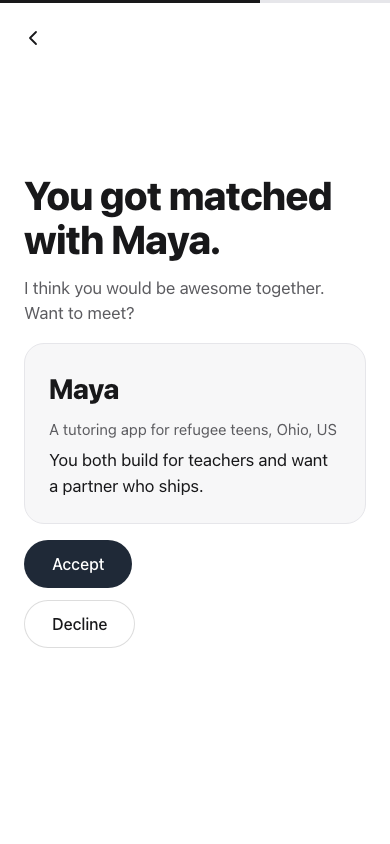 You got matched
with Maya.
I think you would be awesome together.
Want to meet?
Maya
A tutoring app for refugee teens, Ohio, US
You both build for teachers and want
a partner who ships.
Accept
Decline